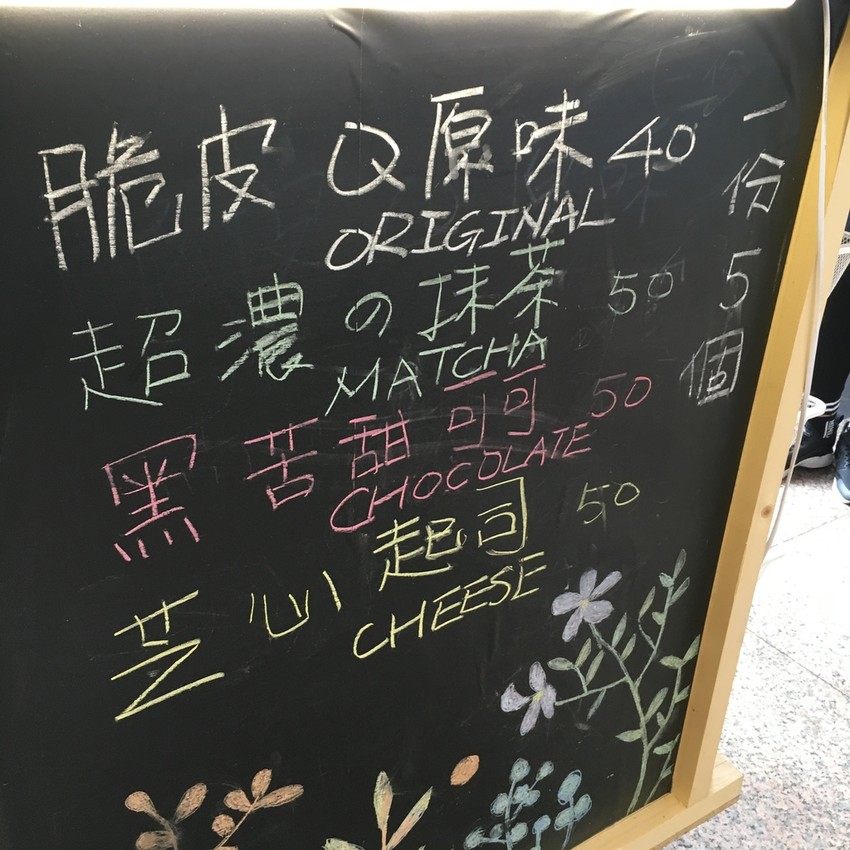 脆皮 Q原味 40
ORIGINAL
超濃の抹茶 50
MATCHA
黑苦甜可可 50
CHOCOLATE
芝心起司 50
CHEESE
一份5個